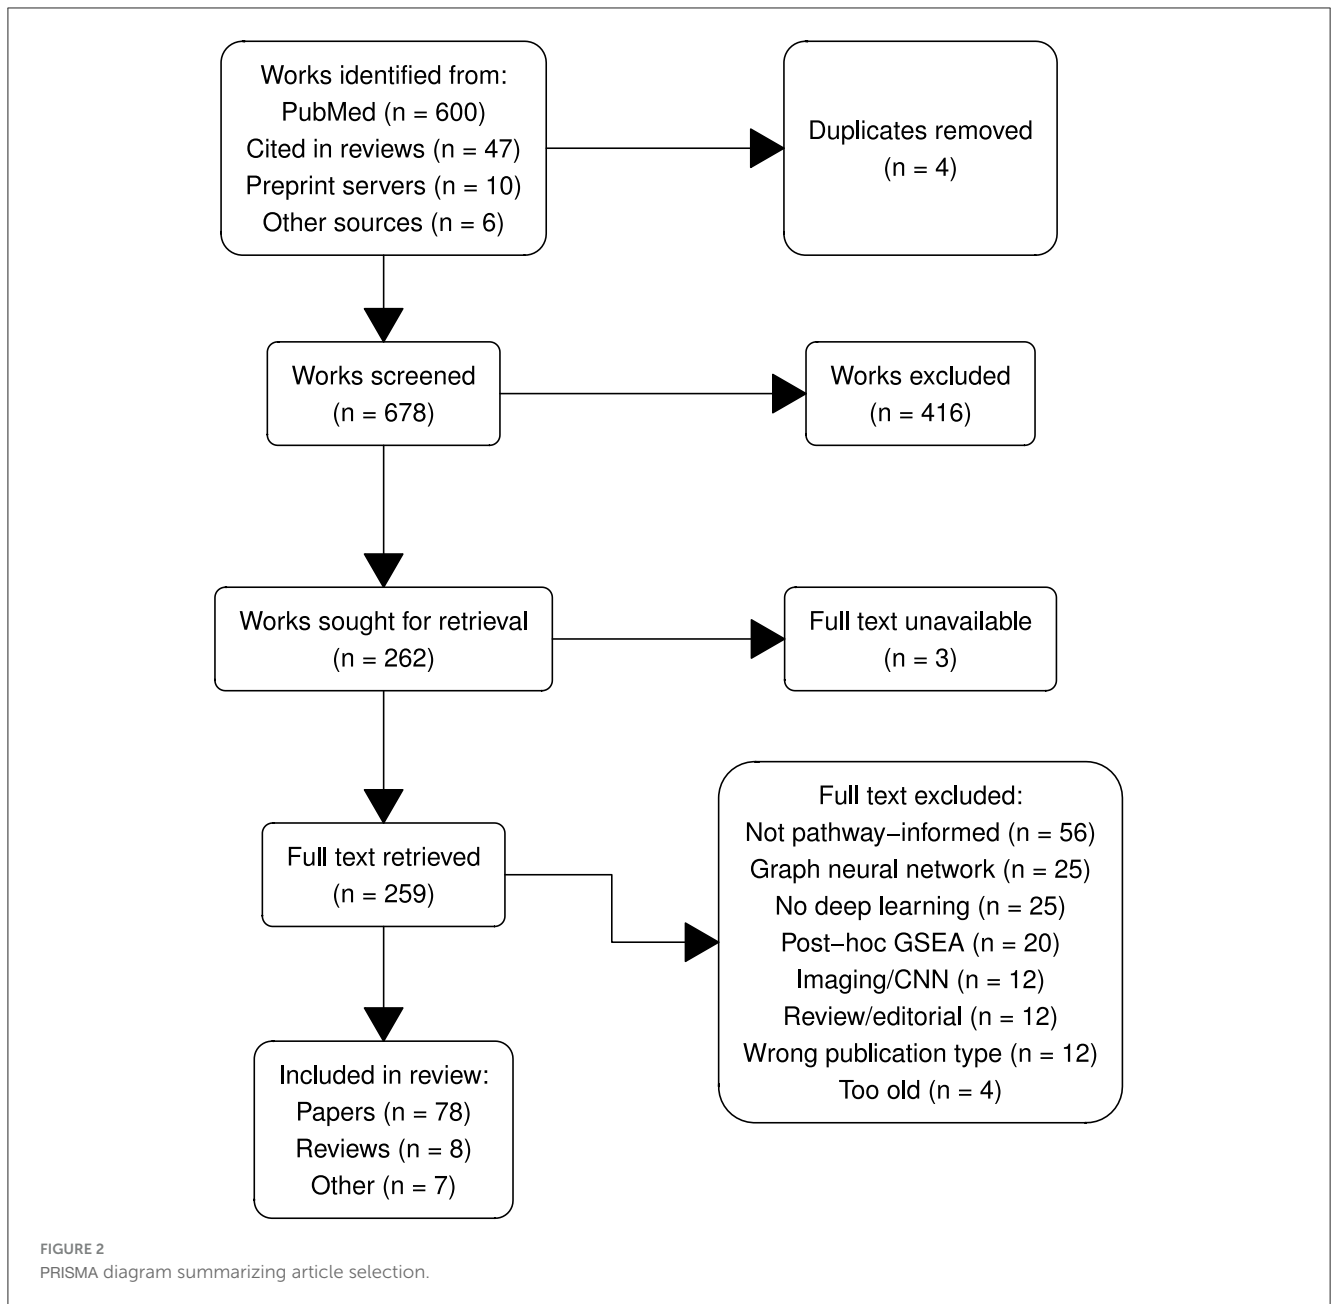 Works identified from:
PubMed (n = 600)
Cited in reviews (n = 47)
Preprint servers (n = 10)
Other sources (n = 6)
Duplicates removed
(n = 4)
Works screened
(n = 678)
Works excluded
(n = 416)
Works sought for retrieval
(n = 262)
Full text unavailable
(n = 3)
Full text retrieved
(n = 259)
Full text excluded:
Not pathway−informed (n = 56)
Graph neural network (n = 25)
No deep learning (n = 25)
Post−hoc GSEA (n = 20)
Imaging/CNN (n = 12)
Review/editorial (n = 12)
Wrong publication type (n = 12)
Too old (n = 4)
Included in review:
Papers (n = 78)
Reviews (n = 8)
Other (n = 7)
FIGURE 2
PRISMA diagram summarizing article selection.